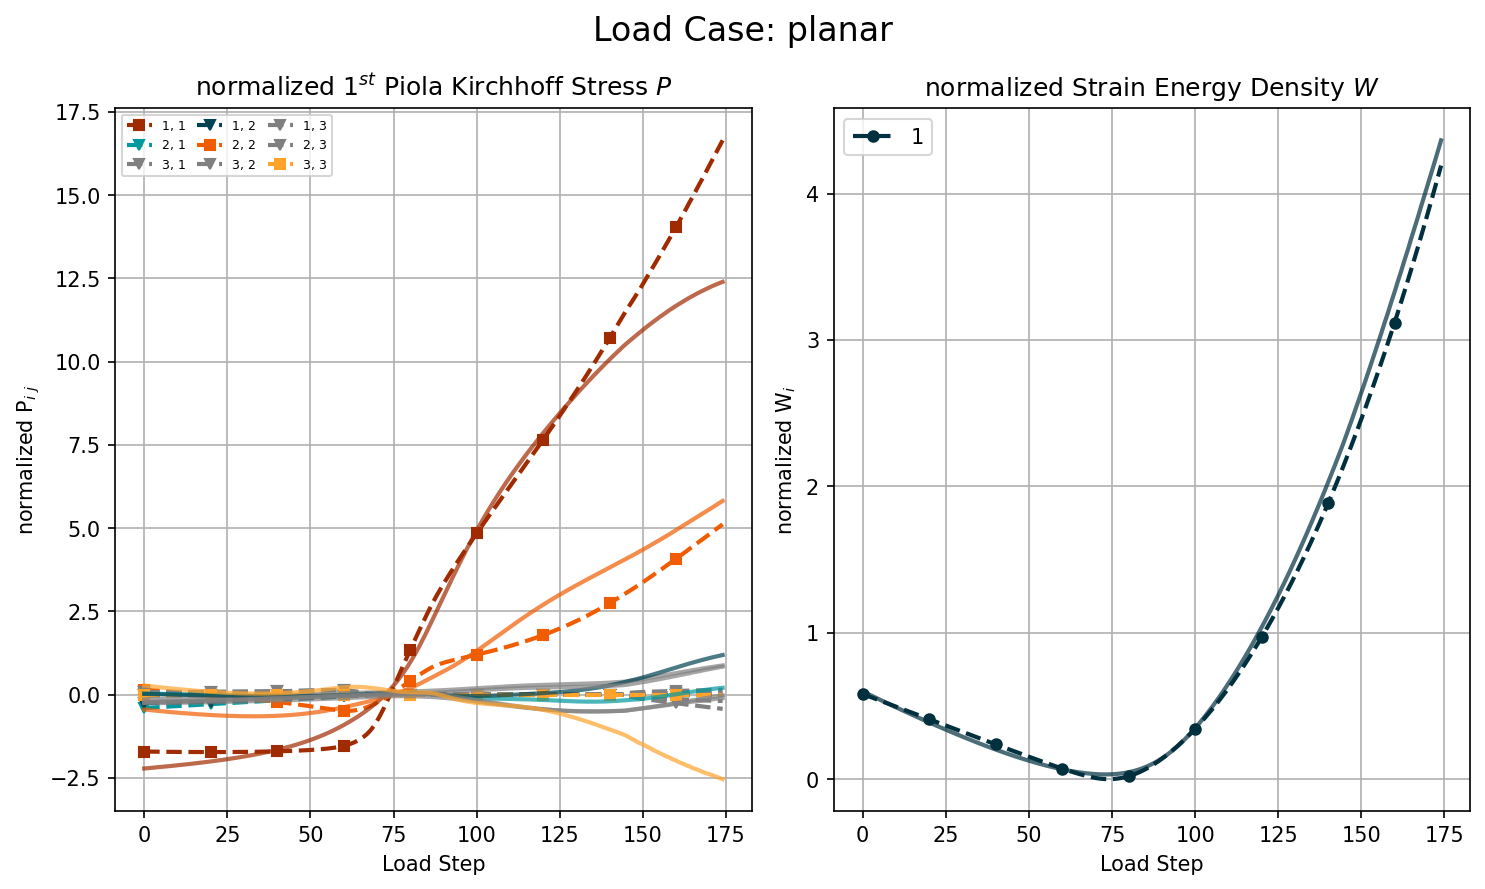 Load Case: planar
normalized 1st Piola Kirchhoff Stress P
normalized Strain Energy Density W
17.5
15.0
12.5
10.0
7.5
5.0
2.5
0.0
−2.5
1, 1
1, 2
1, 3
2, 1
2, 2
2, 3
3, 1
3, 2
3, 3
normalized Pi j
0 25 50 75 100 125 150 175
Load Step
1
4
3
2
1
0
normalized Wi
0 25 50 75 100 125 150 175
Load Step